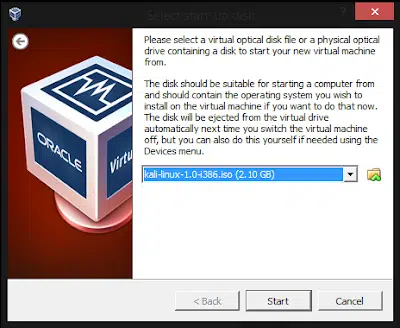 Select start-up disk
?
Please select a virtual optical disk file or a physical optical
drive containing a disk to start your new virtual machine
from.
The disk should be suitable for starting a computer from
and should contain the operating system you wish to
install on the virtual machine if you want to do that now.
The disk will be ejected from the virtual drive
automatically next time you switch the virtual machine
off, but you can also do this yourself if needed using the
Devices menu.
ORACLE
Virtu
kali-linux-1.0-i386.iso (2.10 GB)
< Back
Start
Cancel